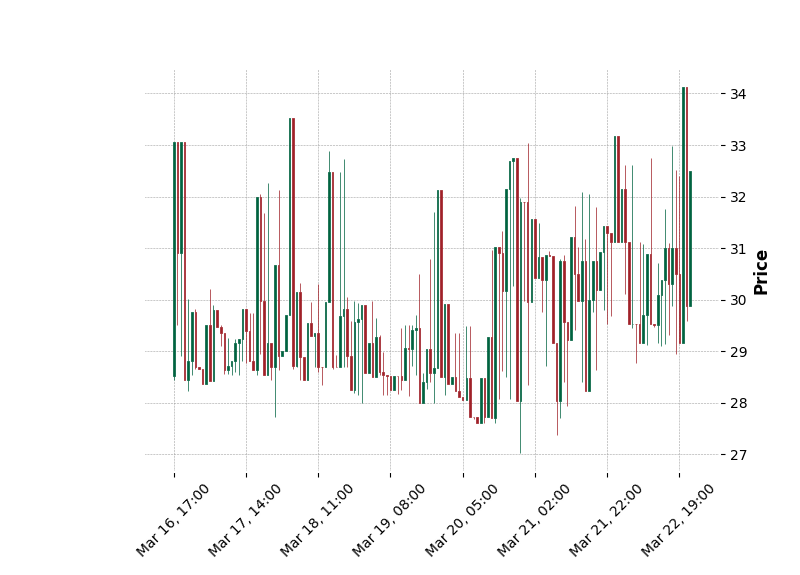 34
33
32
31
30
29
28
27
Price
Mar 16, 17:00
Mar 17, 14:00
Mar 18, 11:00
Mar 19, 08:00
Mar 20, 05:00
Mar 21, 02:00
Mar 21, 22:00
Mar 22, 19:00